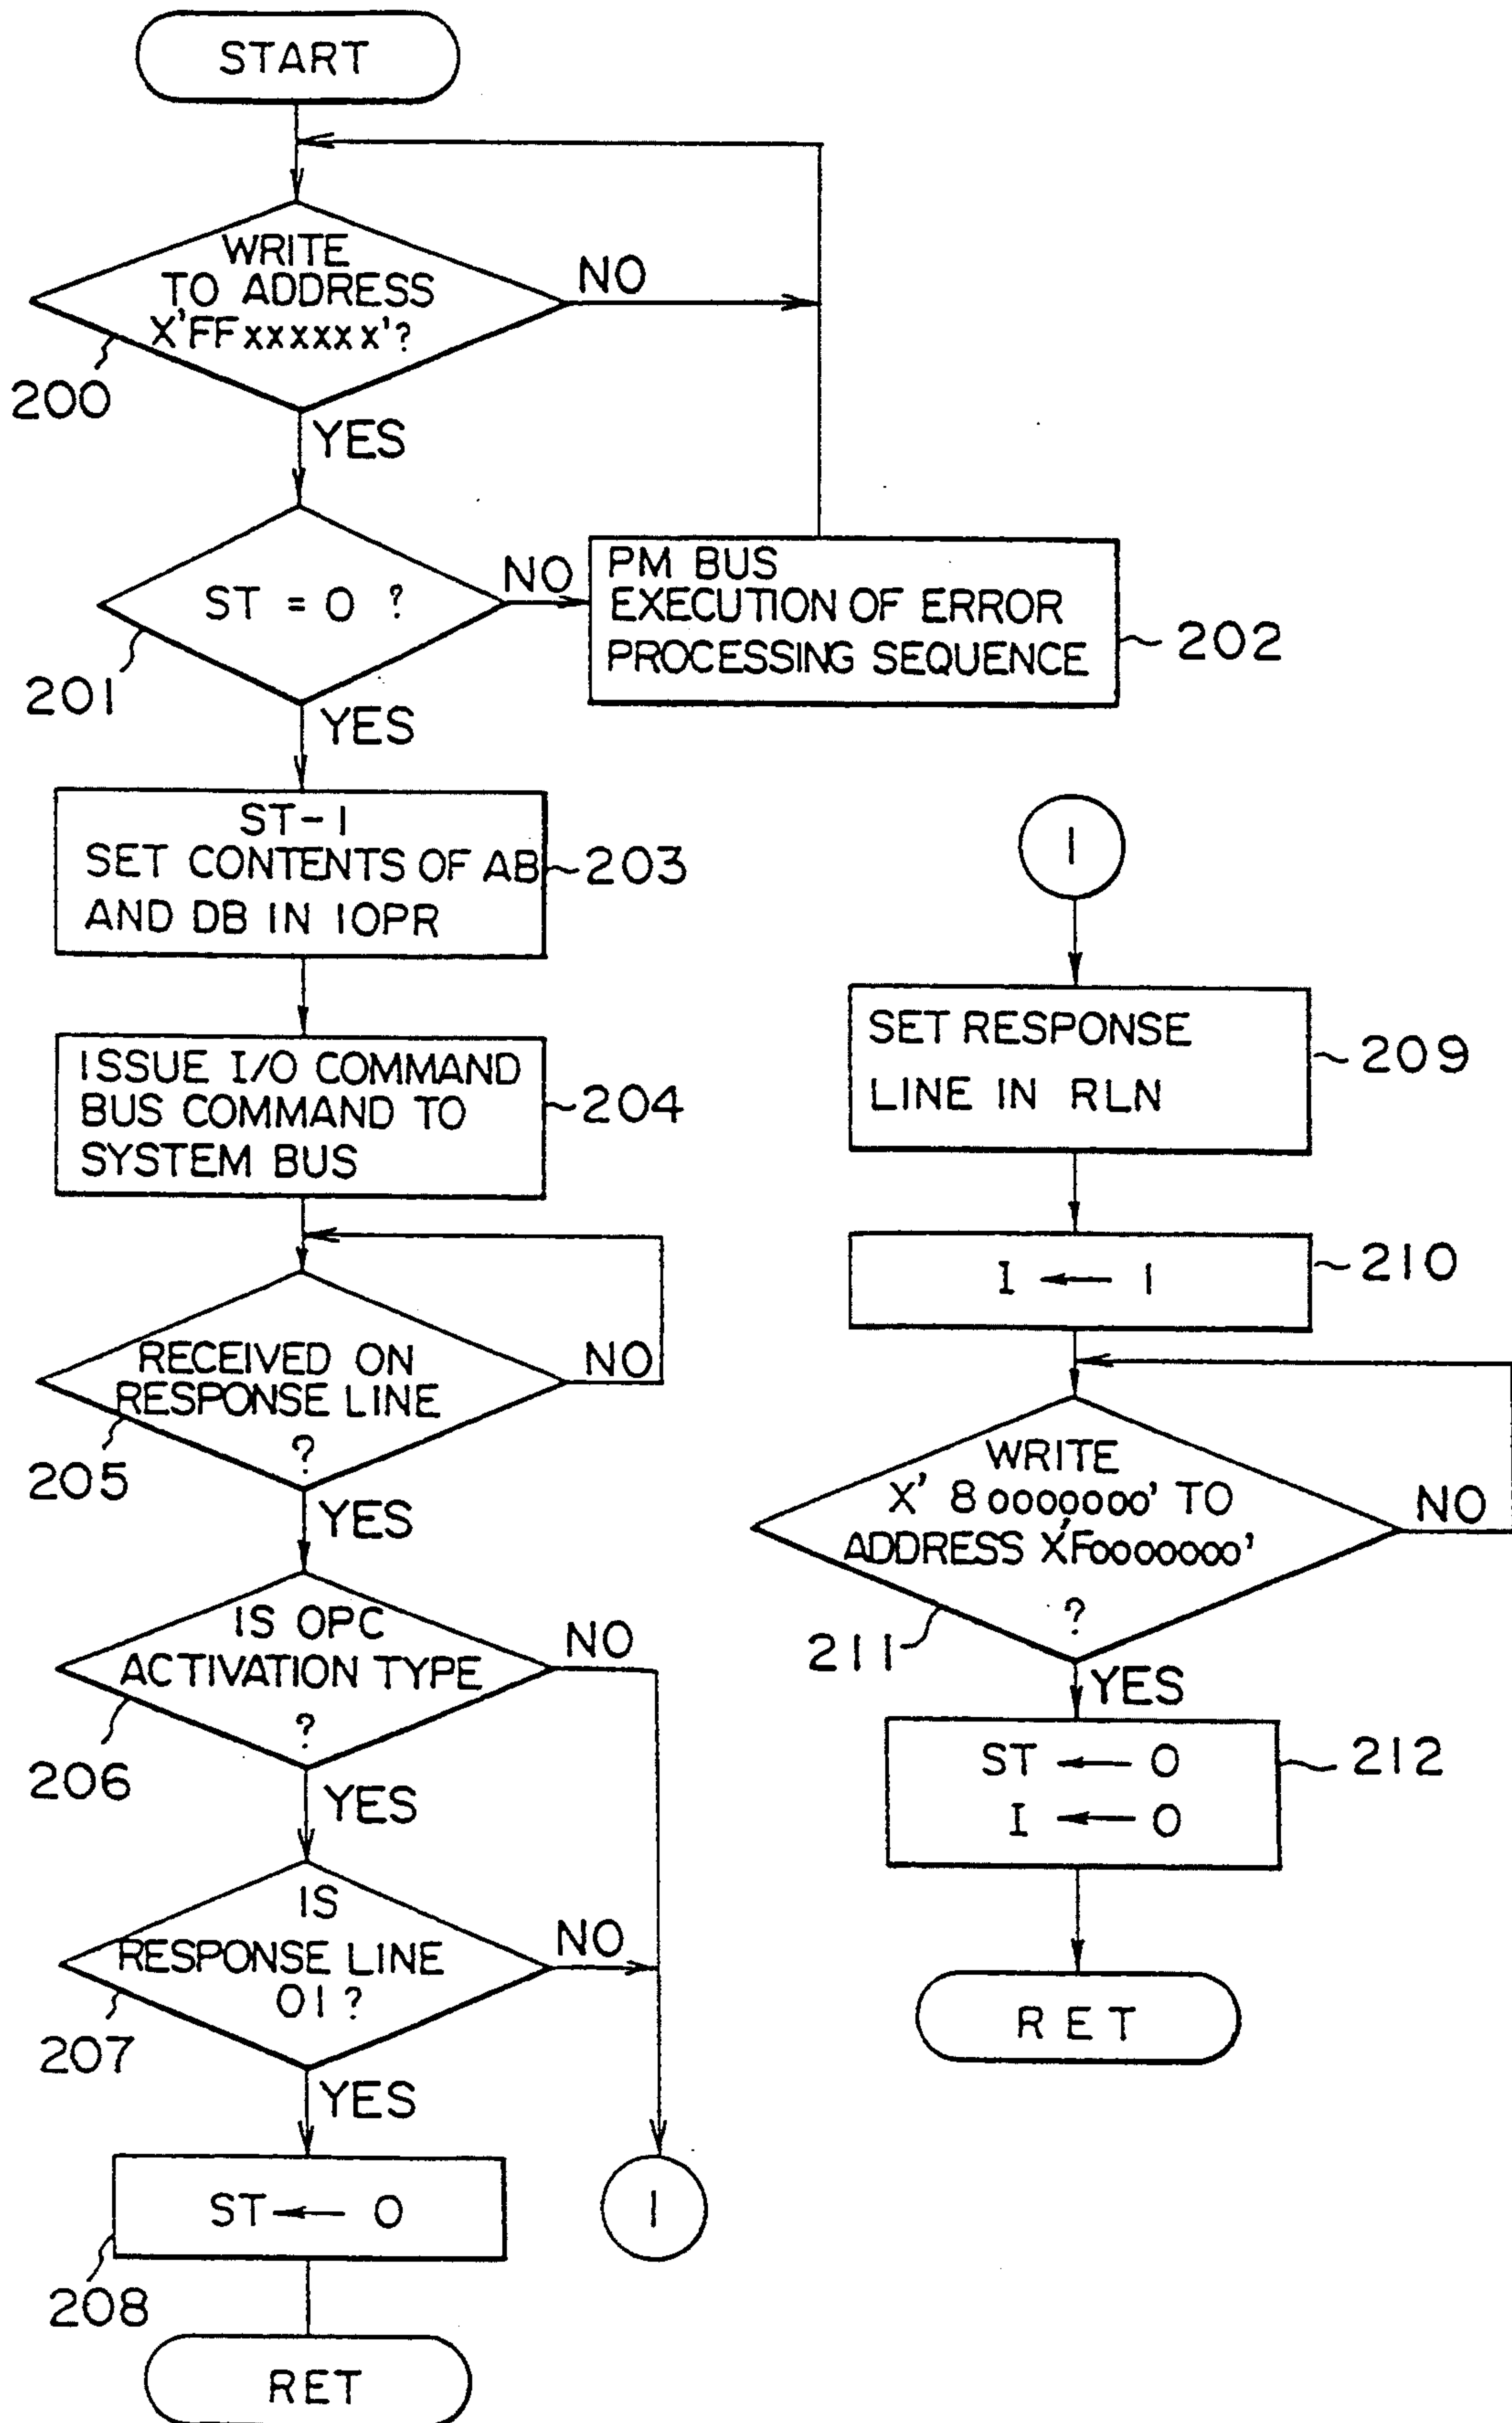 START
WRITE
TO ADDRESS
X'FFxxxxxx'?
NO
200
YES
ST = 0 ?
NO
201
PM BUS
EXECUTION OF ERROR
PROCESSING SEQUENCE
202
YES
ST-1
SET CONTENTS OF AB
AND DB IN IOPR
203
ISSUE I/O COMMAND
BUS COMMAND TO
SYSTEM BUS
204
RECEIVED ON
RESPONSE LINE
?
NO
205
YES
IS OPC
ACTIVATION TYPE
?
NO
206
YES
IS
RESPONSE LINE
01?
NO
207
YES
ST ← 0
208
RET
1
1
SET RESPONSE
LINE IN RLN
209
I ← 1
210
WRITE
X' 80000000' TO
ADDRESS X'F0000000'
?
NO
211
YES
ST ← 0
I ← 0
212
RET